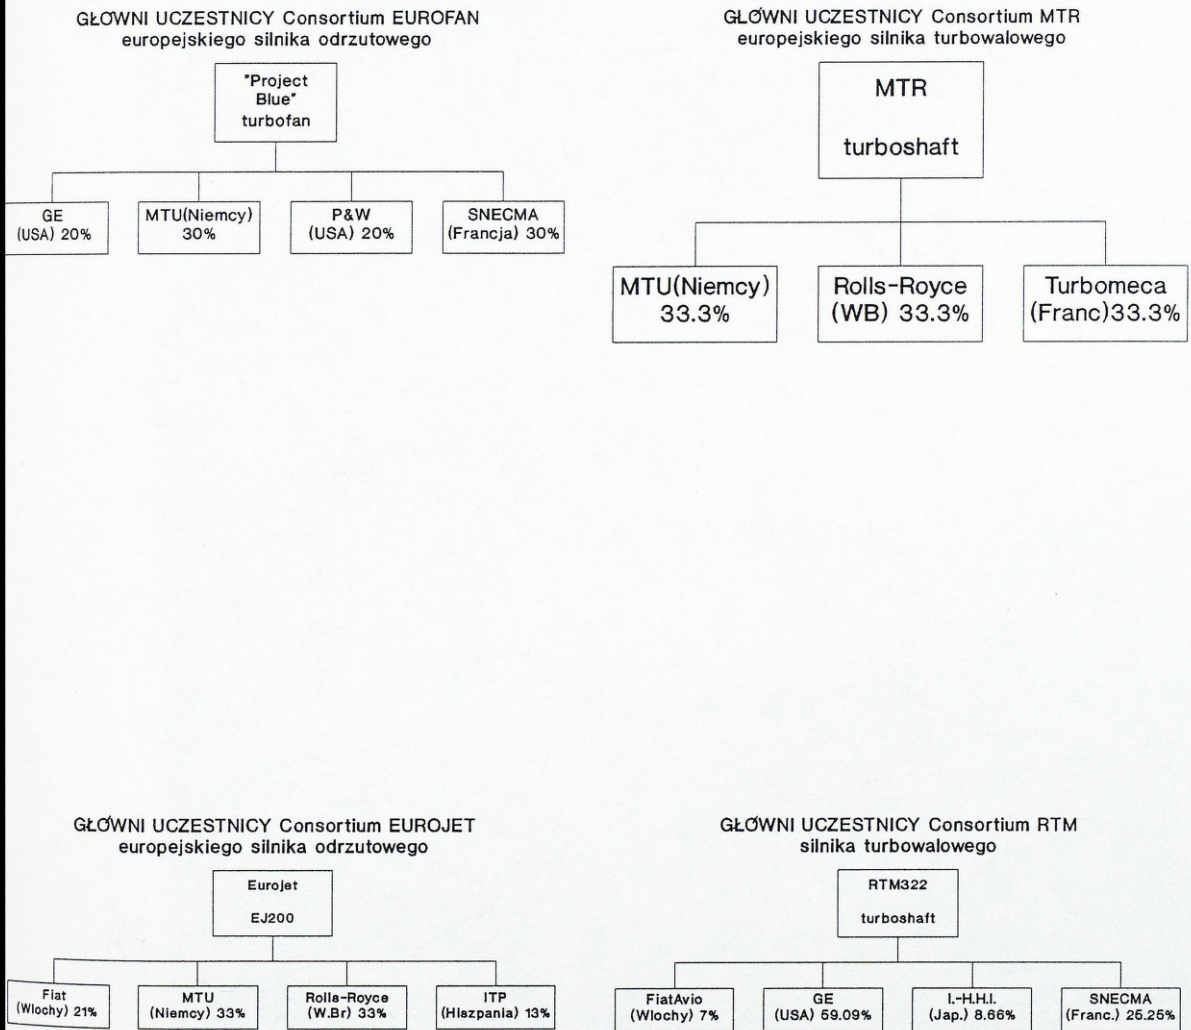 GŁÓWNI UCZESTNICY Consortium EUROFAN
europejskiego silnika odrzutowego
"Project
Blue"
turbofan
GE
(USA) 20%
MTU(Niemcy)
30%
P&W
(USA) 20%
SNECMA
(Francja) 30%
GŁÓWNI UCZESTNICY Consortium MTR
europejskiego silnika turbowalowego
MTR
turboshaft
MTU(Niemcy)
33.3%
Rolls-Royce
(WB) 33.3%
Turbomeca
(Franc)33.3%
GŁÓWNI UCZESTNICY Consortium EUROJET
europejskiego silnika odrzutowego
Eurojet
EJ200
Fiat
(Wlochy) 21%
MTU
(Niemcy) 33%
Rolls-Royce
(W.Br) 33%
ITP
(Hiazpania) 13%
GŁÓWNI UCZESTNICY Consortium RTM
silnika turbowalowego
RTM322
turboshaft
FiatAvio
(Wlochy) 7%
GE
(USA) 59.09%
I.-H.H.I.
(Jap.) 8.66%
SNECMA
(Franc.) 25.25%